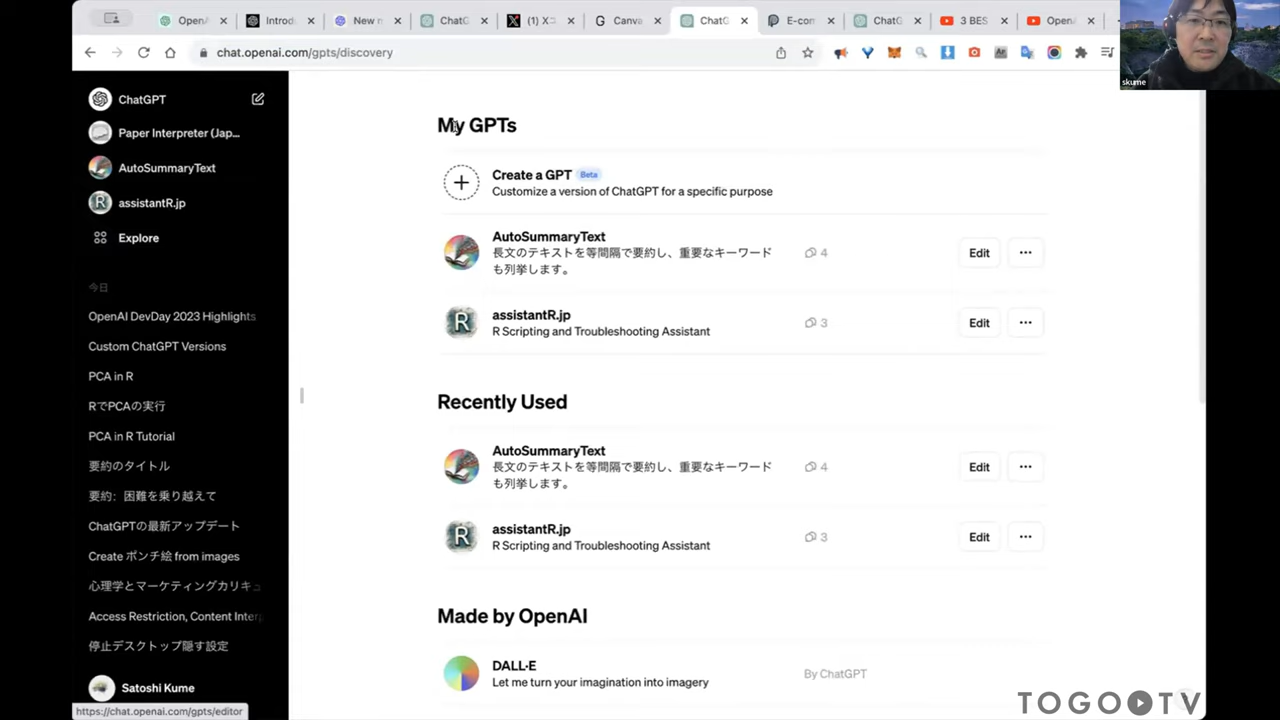 OpenA
Introd
New n
ChatG
(1) Xユ
Canva
ChatG
E-com
ChatG
3 BES
OpenA
chat.openai.com/gpts/discovery
skume
ChatGPT
Paper Interpreter (Jap...
AutoSummaryText
assistantR.jp
Explore
今日
OpenAI DevDay 2023 Highlights
Custom ChatGPT Versions
PCA in R
RでPCAの実行
PCA in R Tutorial
要約のタイトル
要約: 困難を乗り越えて
ChatGPTの最新アップデート
Create ポンチ絵 from images
心理学とマーケティングカリキュ
Access Restriction, Content Interp
停止デスクトップ隠す設定
Satoshi Kume
https://chat.openai.com/gpts/editor
My GPTs
Create a GPT Beta
Customize a version of ChatGPT for a specific purpose
AutoSummaryText
長文のテキストを等間隔で要約し、重要なキーワード
も列挙します。
4
Edit
assistantR.jp
R Scripting and Troubleshooting Assistant
3
Edit
Recently Used
AutoSummaryText
長文のテキストを等間隔で要約し、重要なキーワード
も列挙します。
4
Edit
assistantR.jp
R Scripting and Troubleshooting Assistant
3
Edit
Made by OpenAI
DALL·E
Let me turn your imagination into imagery
By ChatGPT
TOGO TV